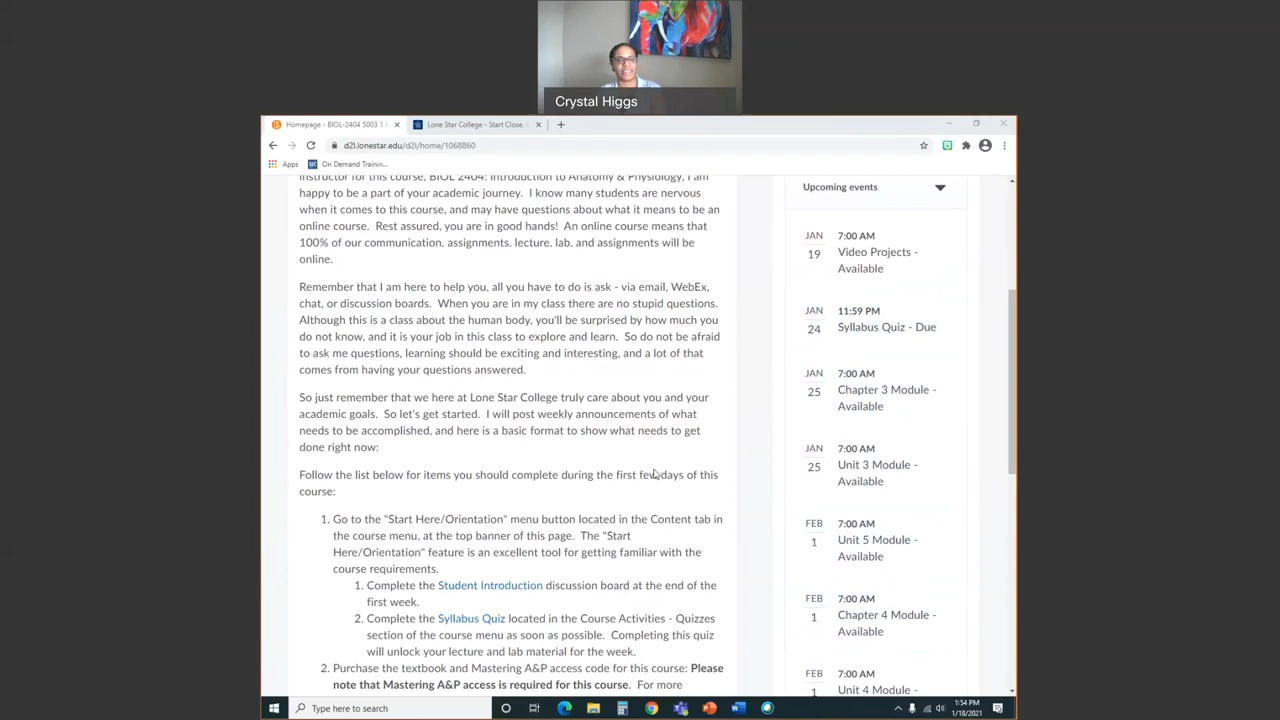 Crystal Higgs
Homepage - BIOL-2404 5003 1
Lone Star College - Start Close.
d2l.lonestar.edu/d2l/home/1068860
Apps
On Demand Trainin...
instructor for this course, BIOL 2404: Introduction to Anatomy & Physiology, I am
happy to be a part of your academic journey. I know many students are nervous
when it comes to this course, and may have questions about what it means to be an
online course. Rest assured, you are in good hands! An online course means that
100% of our communication, assignments, lecture, lab, and assignments will be
online.
Remember that I am here to help you, all you have to do is ask - via email, WebEx,
chat, or discussion boards. When you are in my class there are no stupid questions.
Although this is a class about the human body, you'll be surprised by how much you
do not know, and it is your job in this class to explore and learn. So do not be afraid
to ask me questions, learning should be exciting and interesting, and a lot of that
comes from having your questions answered.
So just remember that we here at Lone Star College truly care about you and your
academic goals. So let's get started. I will post weekly announcements of what
needs to be accomplished, and here is a basic format to show what needs to get
done right now:
Follow the list below for items you should complete during the first few days of this
course:
1. Go to the "Start Here/Orientation" menu button located in the Content tab in
the course menu, at the top banner of this page. The "Start
Here/Orientation" feature is an excellent tool for getting familiar with the
course requirements.
1. Complete the Student Introduction discussion board at the end of the
first week.
2. Complete the Syllabus Quiz located in the Course Activities - Quizzes
section of the course menu as soon as possible. Completing this quiz
will unlock your lecture and lab material for the week.
2. Purchase the textbook and Mastering A&P access code for this course: Please
note that Mastering A&P access is required for this course. For more
Upcoming events
JAN 7:00 AM
19 Video Projects -
Available
11:59 PM
JAN
24 Syllabus Quiz - Due
JAN 7:00 AM
25 Chapter 3 Module -
Available
JAN 7:00 AM
25 Unit 3 Module -
Available
FEB 7:00 AM
1 Unit 5 Module -
Available
FEB 7:00 AM
1 Chapter 4 Module -
Available
FEB 7:00 AM
1 Unit 4 Module -
Type here to search
1:54 PM
1/18/2021